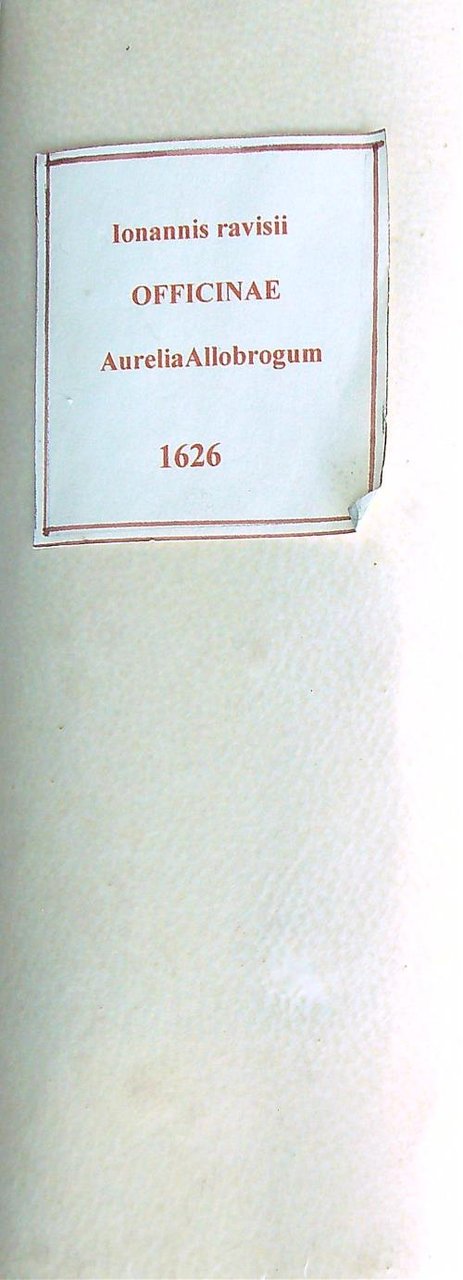 Ionannis ravisii
OFFICINAE
AureliaAllobrogum
1626